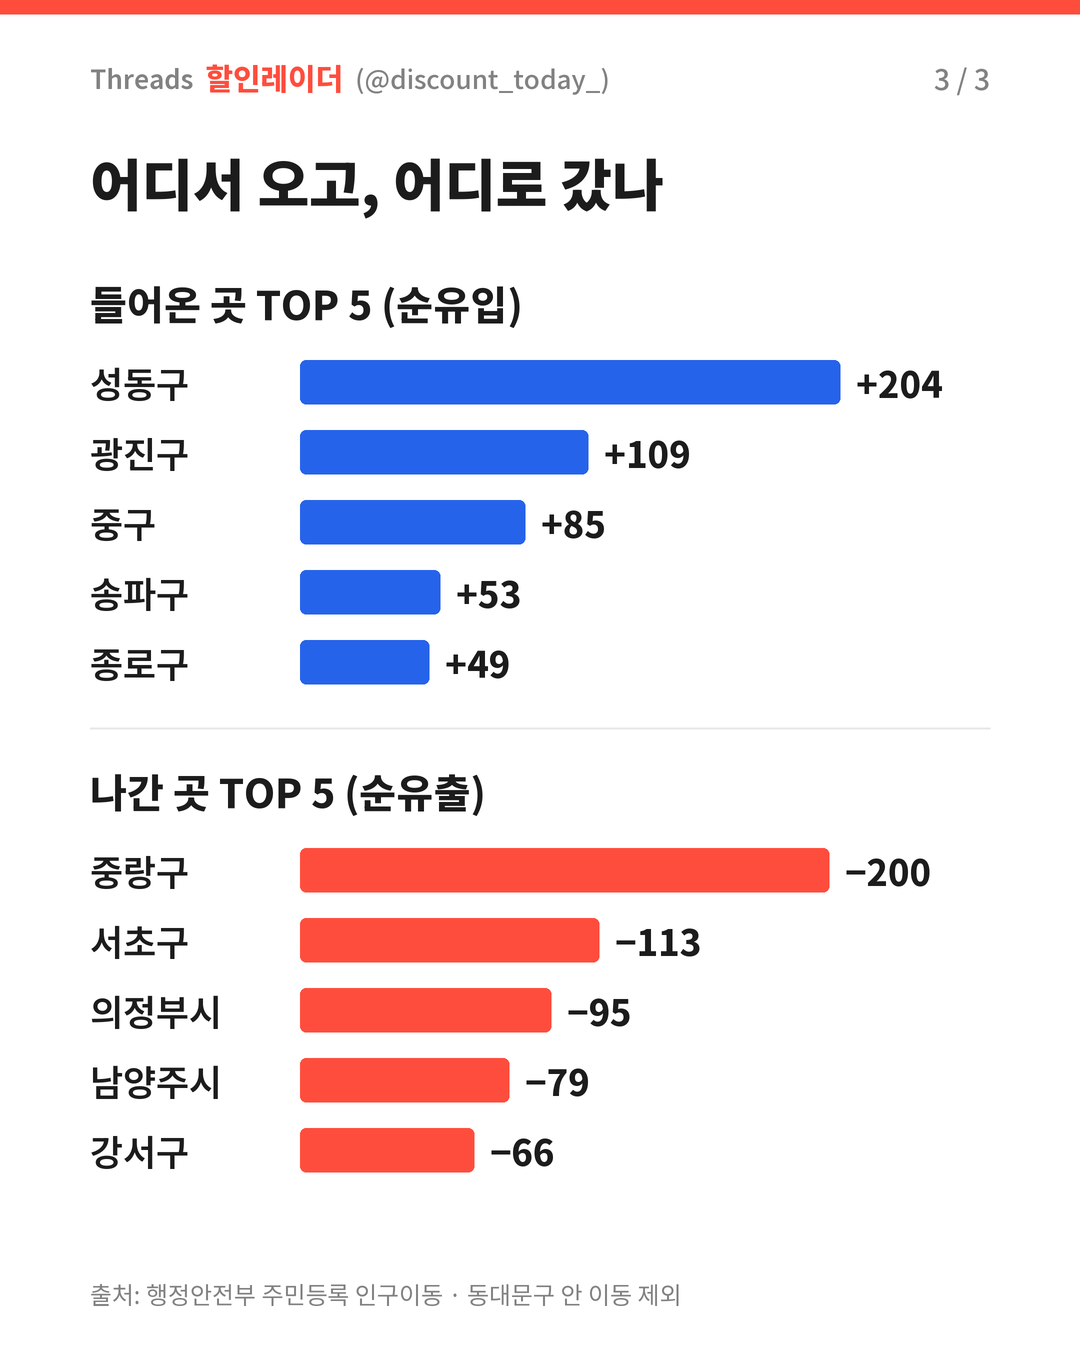 Threads 할인레이더 (@discount_today_) 3 / 3
어디서 오고, 어디로 갔나
들어온 곳 TOP 5 (순유입)
성동구 +204
광진구 +109
중구 +85
송파구 +53
종로구 +49
나간 곳 TOP 5 (순유출)
중랑구 −200
서초구 −113
의정부시 −95
남양주시 −79
강서구 −66
출처: 행정안전부 주민등록 인구이동 · 동대문구 안 이동 제외